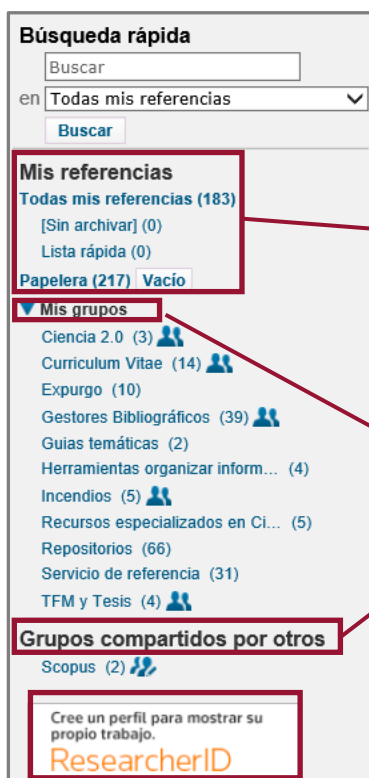 Búsqueda rápida
Buscar
en Todas mis referencias
Buscar
Mis referencias
Todas mis referencias (183)
[Sin archivar] (0)
Lista rápida (0)
Papelera (217) Vacío
Mis grupos
Ciencia 2.0 (3)
Curriculum Vitae (14)
Expurgo (10)
Gestores Bibliográficos (39)
Guias temáticas (2)
Herramientas organizar inform... (4)
Incendios (5)
Recursos especializados en Ci... (5)
Repositorios (66)
Servicio de referencia (31)
TFM y Tesis (4)
Grupos compartidos por otros
Scopus (2)
Cree un perfil para mostrar su
propio trabajo.
ResearcherID